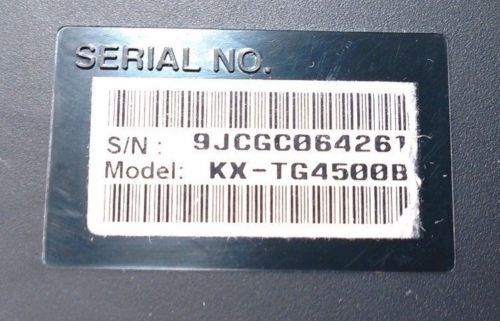 SERIAL NO.
S/N : 9JCGC064261
Model: KX-TG4500B